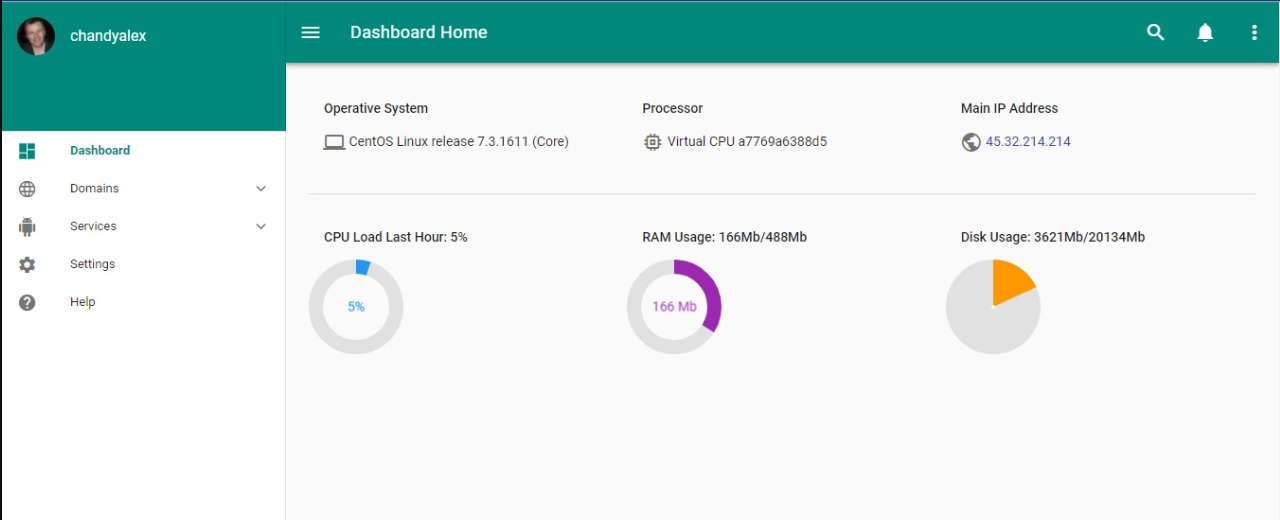 chandyalex
Dashboard Home
Dashboard
Domains
Services
Settings
Help
Operative System
CentOS Linux release 7.3.1611 (Core)
Processor
Virtual CPU a7769a6388d5
Main IP Address
45.32.214.214
CPU Load Last Hour: 5%
5%
RAM Usage: 166Mb/488Mb
166 Mb
Disk Usage: 3621Mb/20134Mb